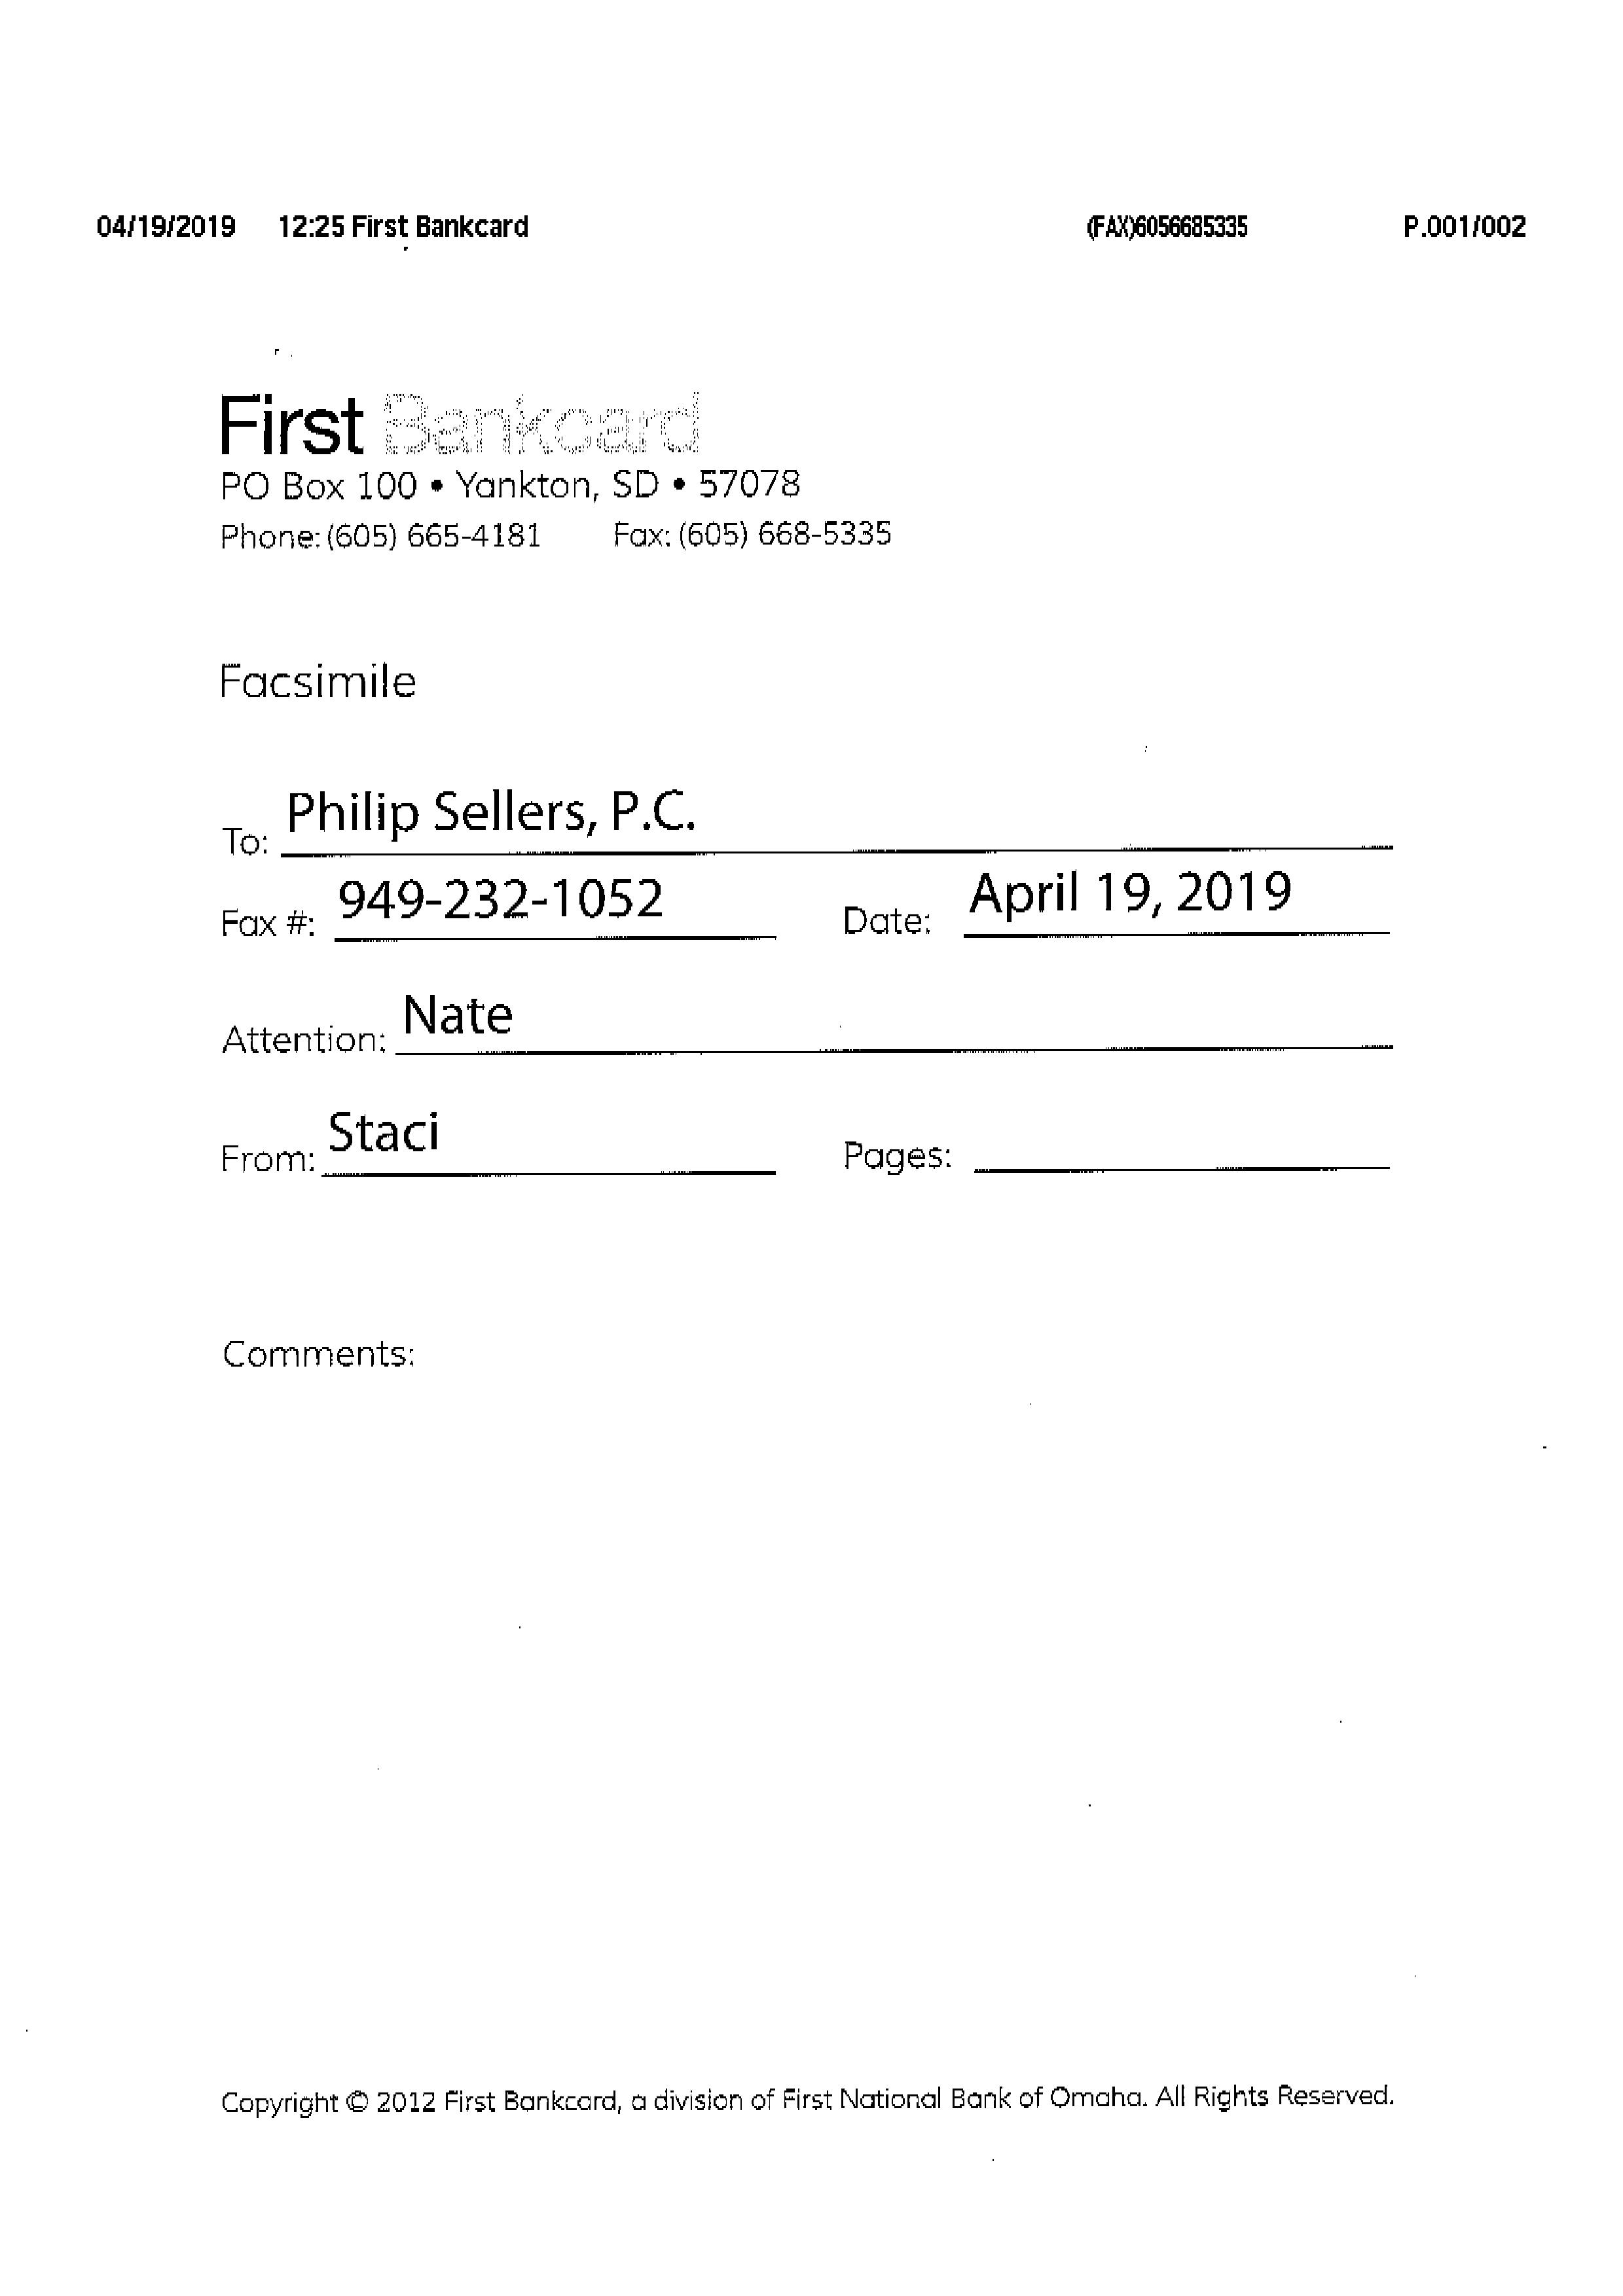 04/19/2019 12:25 First Bankcard (FAX)6056685335 P.001/002
First Bankcard
PO Box 100 • Yankton, SD • 57078
Phone: (605) 665-4181 Fax: (605) 668-5335
Facsimile
To: Philip Sellers, P.C.
Fax #: 949-232-1052 Date: April 19, 2019
Attention: Nate
From: Staci Pages:
Comments:
Copyright © 2012 First Bankcard, a division of First National Bank of Omaha. All Rights Reserved.